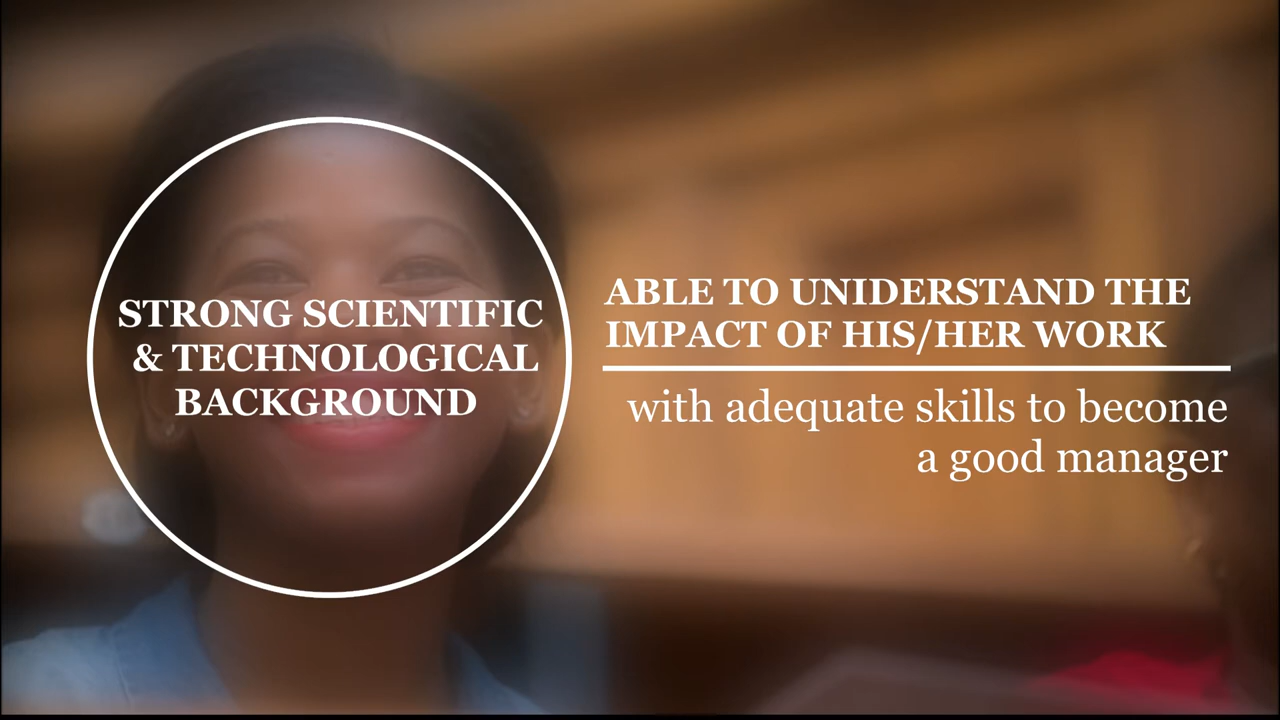 STRONG SCIENTIFIC
& TECHNOLOGICAL
BACKGROUND
ABLE TO UNIDERSTAND THE
IMPACT OF HIS/HER WORK
with adequate skills to become
a good manager